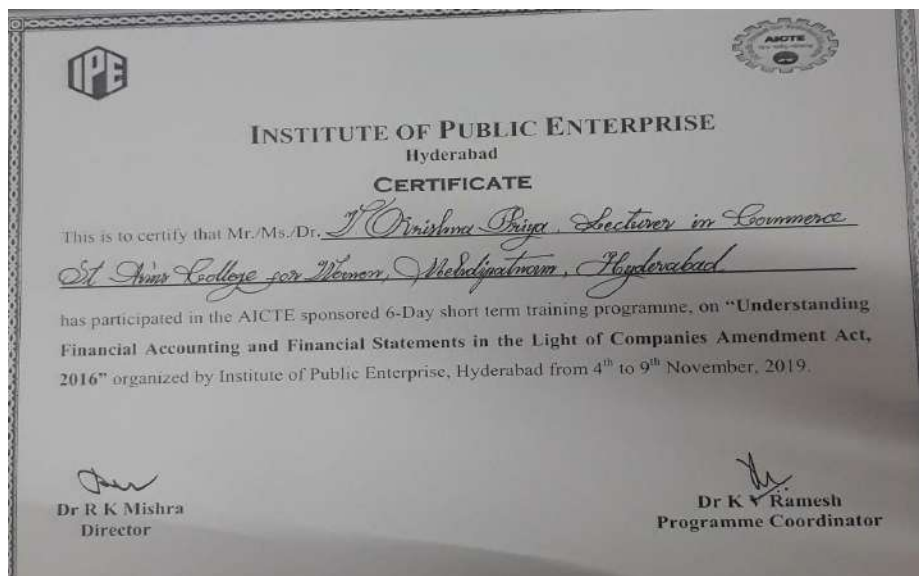 IPE
AICTE
INSTITUTE OF PUBLIC ENTERPRISE
Hyderabad
CERTIFICATE
This is to certify that Mr./Ms./Dr. Krishna Priya, Lecturer in Commerce
St Ann's College for Women, Mehdipatnam, Hyderabad
has participated in the AICTE sponsored 6-Day short term training programme, on “Understanding
Financial Accounting and Financial Statements in the Light of Companies Amendment Act,
2016” organized by Institute of Public Enterprise, Hyderabad from 4th to 9th November, 2019.
Dr R K Mishra
Director
Dr K V Ramesh
Programme Coordinator